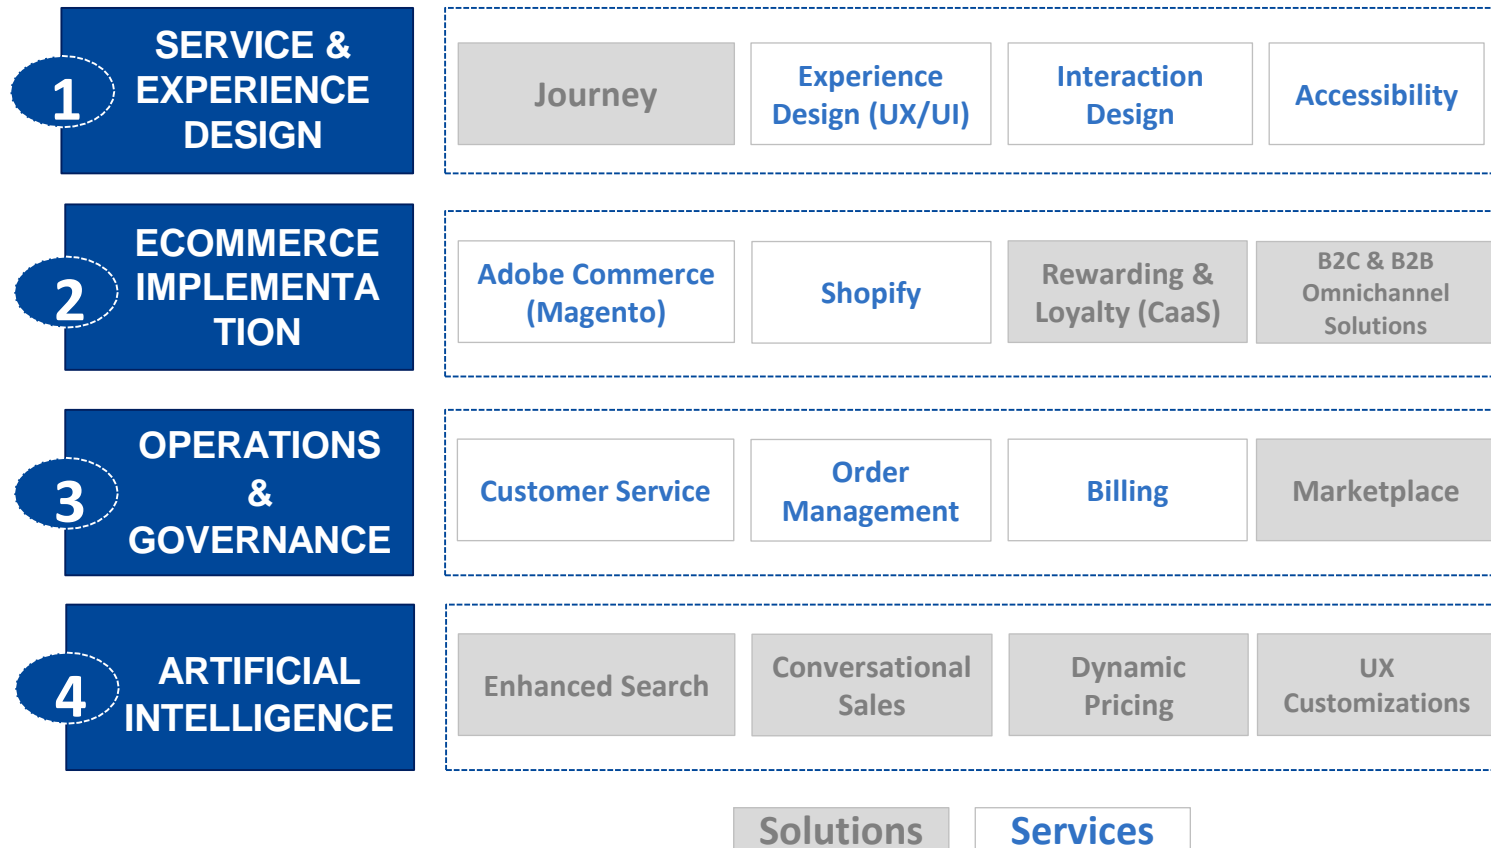 1
SERVICE &
EXPERIENCE
DESIGN
Journey
Experience
Design (UX/UI)
Interaction
Design
Accessibility
2
ECOMMERCE
IMPLEMENTA
TION
Adobe Commerce
(Magento)
Shopify
Rewarding &
Loyalty (CaaS)
B2C & B2B
Omnichannel
Solutions
3
OPERATIONS
&
GOVERNANCE
Customer Service
Order
Management
Billing
Marketplace
4
ARTIFICIAL
INTELLIGENCE
Enhanced Search
Conversational
Sales
Dynamic
Pricing
UX
Customizations
Solutions
Services